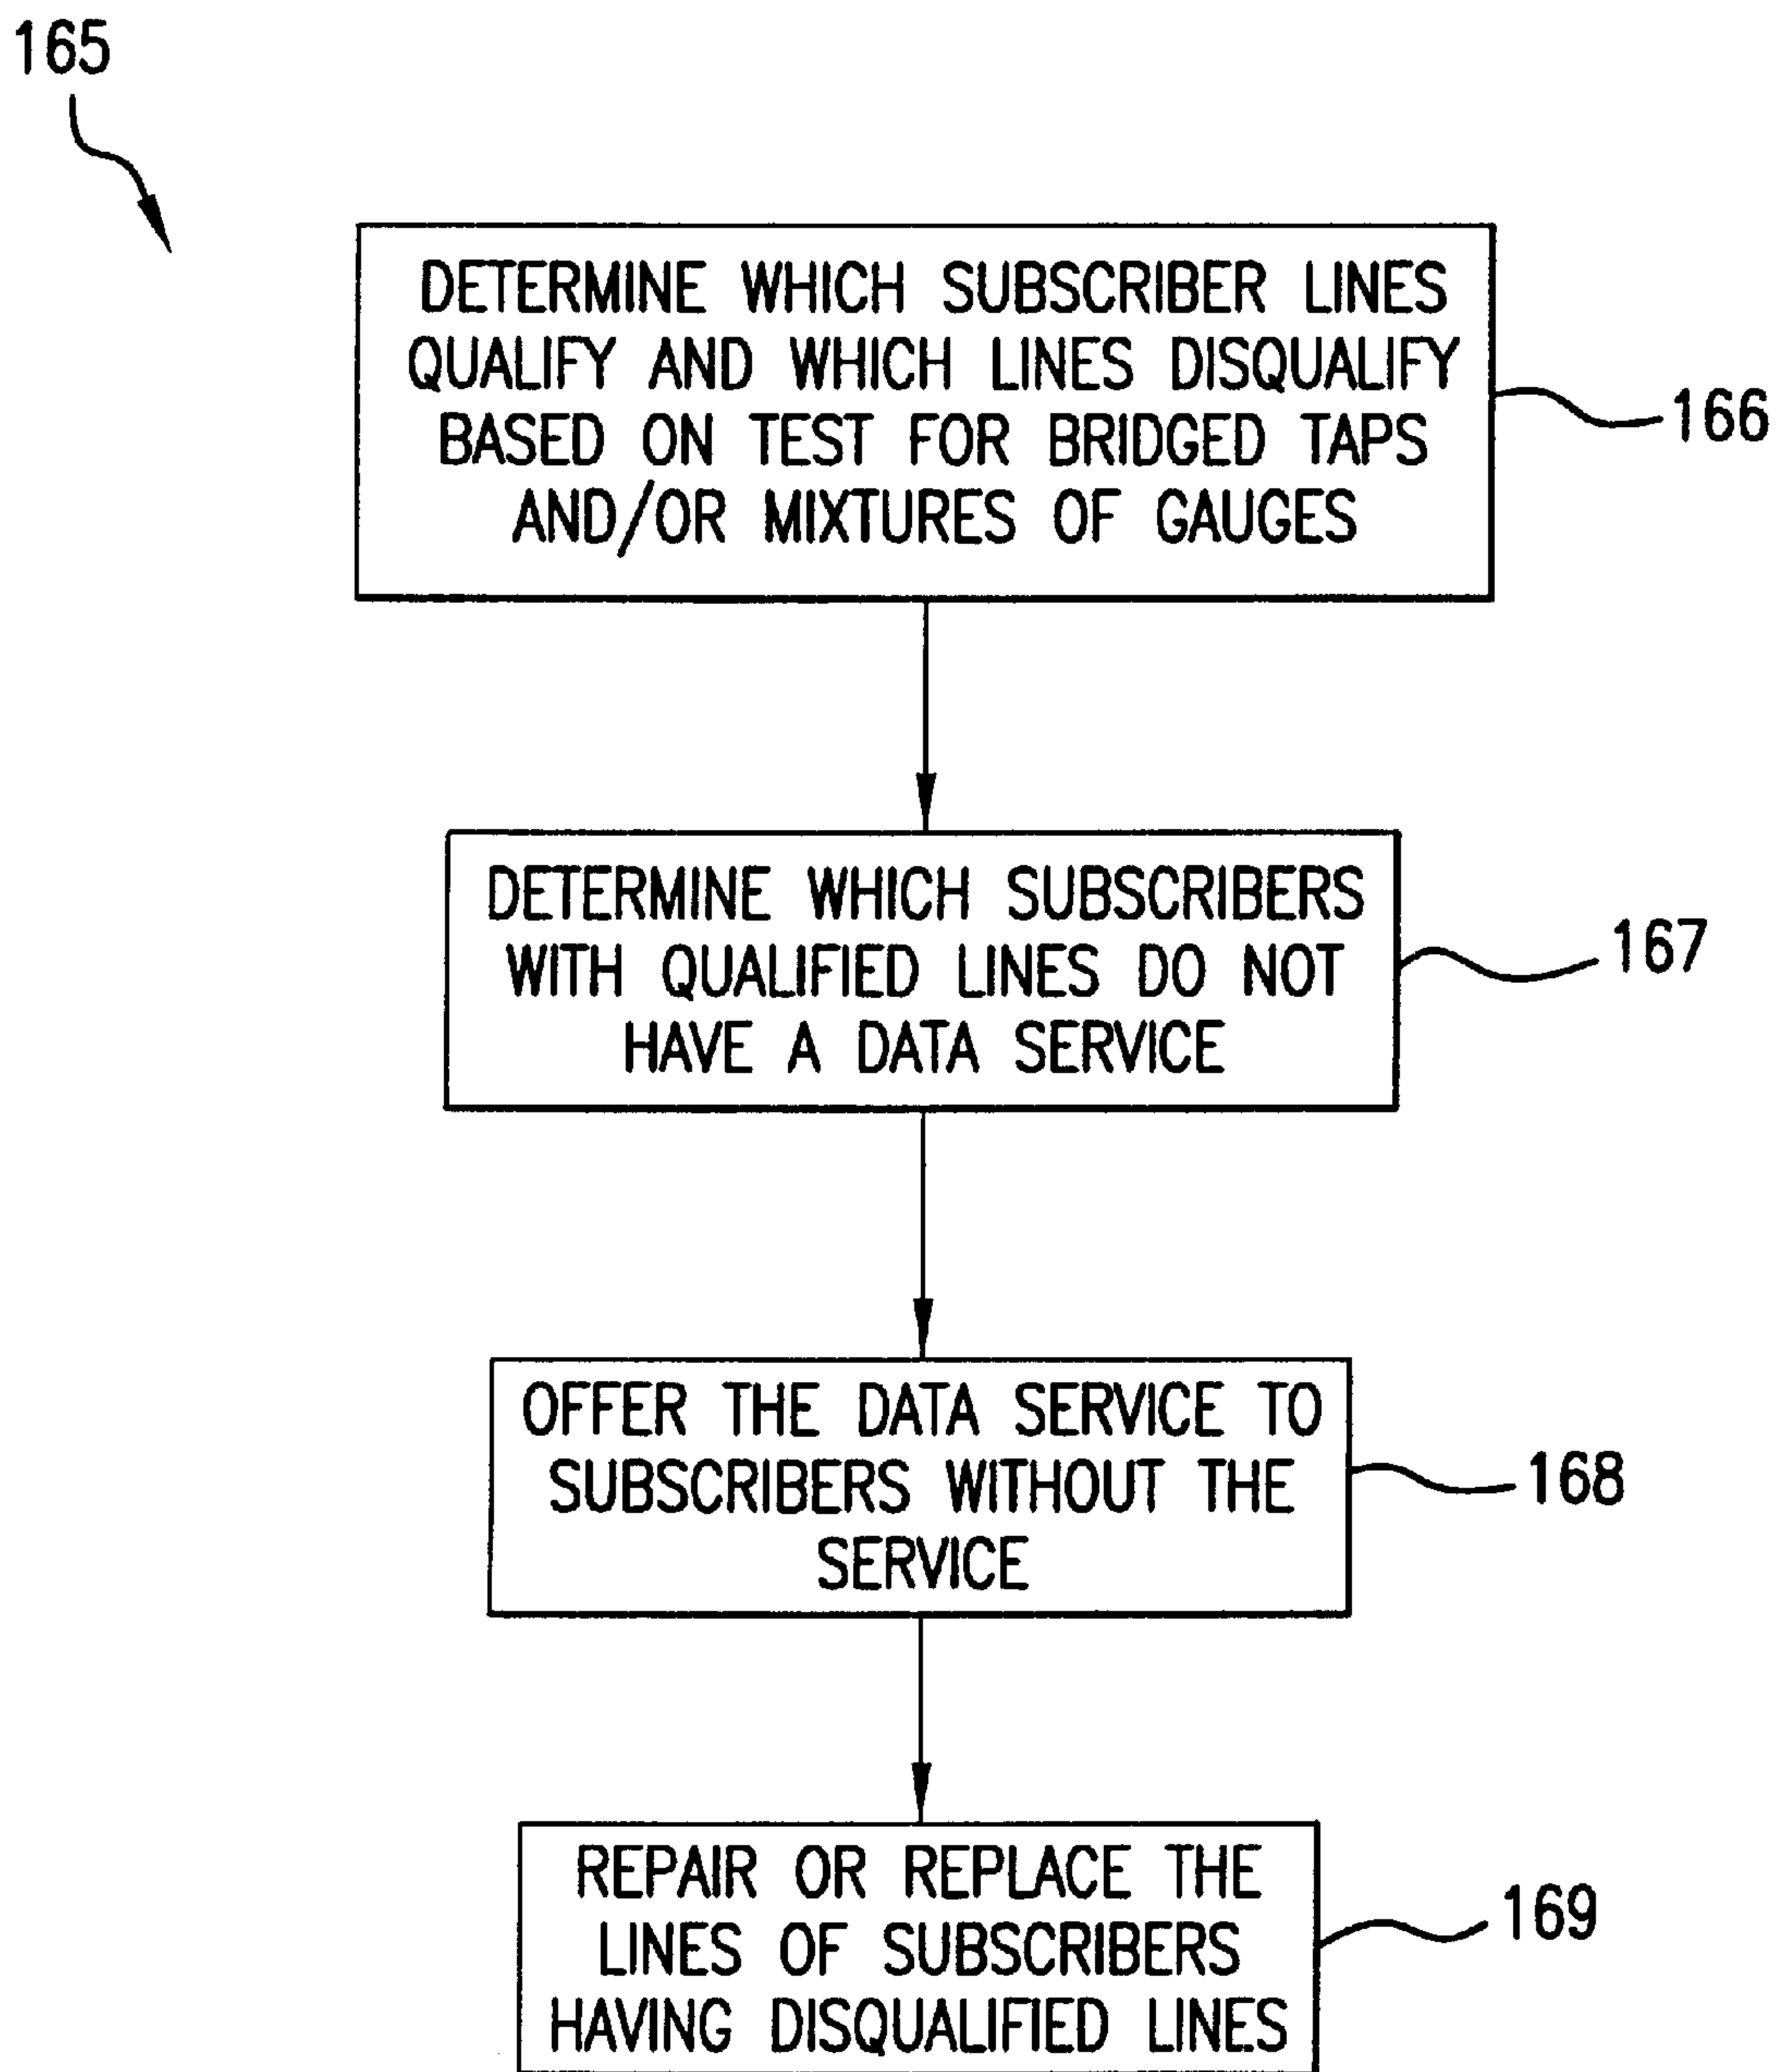 165
DETERMINE WHICH SUBSCRIBER LINES
QUALIFY AND WHICH LINES DISQUALIFY
BASED ON TEST FOR BRIDGED TAPS
AND/OR MIXTURES OF GAUGES
166
DETERMINE WHICH SUBSCRIBERS
WITH QUALIFIED LINES DO NOT
HAVE A DATA SERVICE
167
OFFER THE DATA SERVICE TO
SUBSCRIBERS WITHOUT THE
SERVICE
168
REPAIR OR REPLACE THE
LINES OF SUBSCRIBERS
HAVING DISQUALIFIED LINES
169